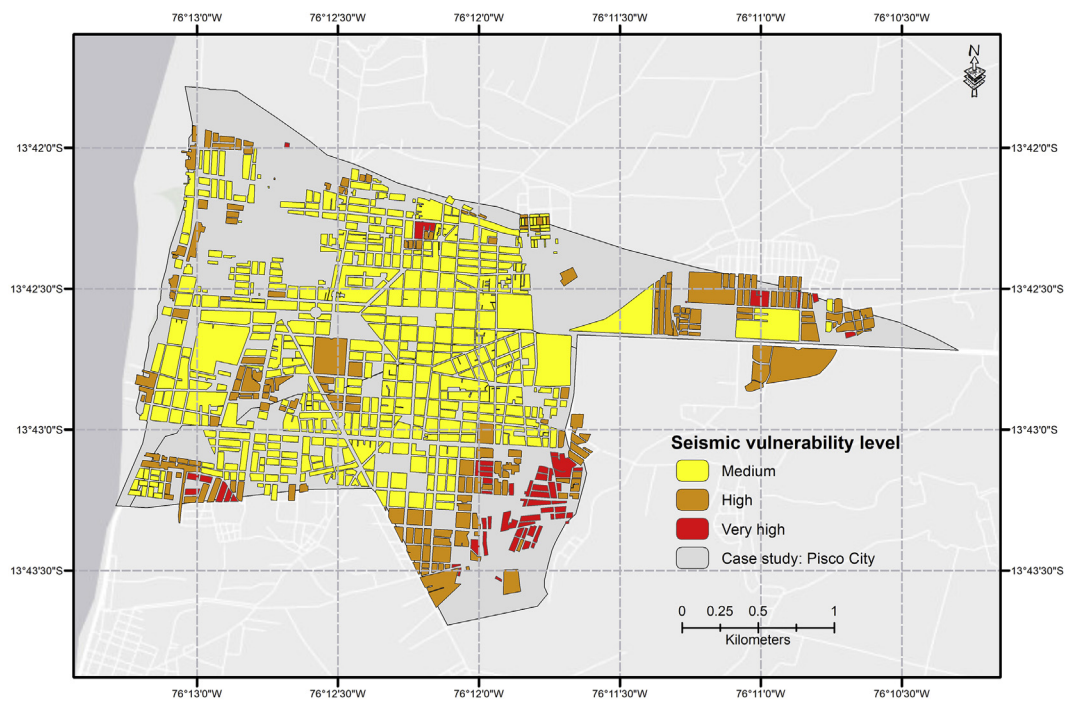 76°13'0"W 76°12'30"W 76°12'0"W 76°11'30"W 76°11'0"W 76°10'30"W
N
13°42'0"S 13°42'0"S
13°42'30"S 13°42'30"S
13°43'0"S 13°43'0"S
Seismic vulnerability level
Medium
High
Very high
Case study: Pisco City
13°43'30"S 13°43'30"S
0 0.25 0.5 1
Kilometers
76°13'0"W 76°12'30"W 76°12'0"W 76°11'30"W 76°11'0"W 76°10'30"W